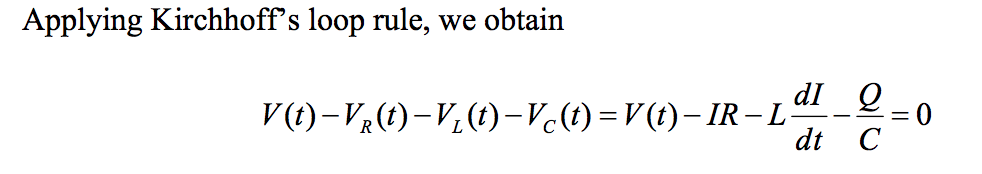 Applying Kirchhoff's loop rule, we obtain
V(t) − V_R(t) − V_L(t) − V_C(t) = V(t) − IR − L dI/dt − Q/C = 0